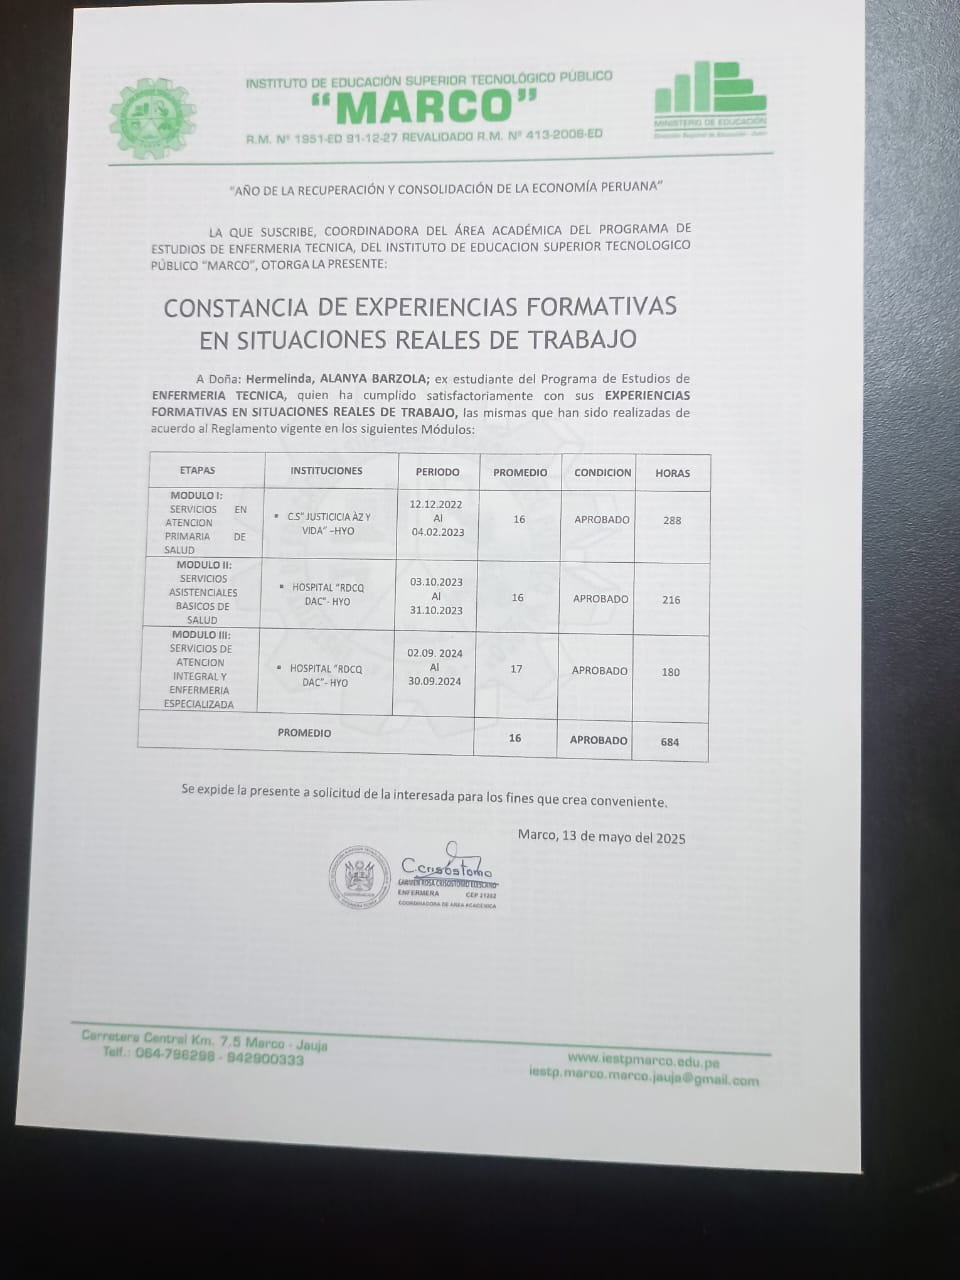 INSTITUTO DE EDUCACIÓN SUPERIOR TECNOLÓGICO PÚBLICO
"MARCO"
R.M. Nº 1951-ED 91-12-27 REVALIDADO R.M. Nº 413-2006-ED
MINISTERIO DE EDUCACIÓN
"AÑO DE LA RECUPERACIÓN Y CONSOLIDACIÓN DE LA ECONOMÍA PERUANA"
LA QUE SUSCRIBE, COORDINADORA DEL ÁREA ACADÉMICA DEL PROGRAMA DE
ESTUDIOS DE ENFERMERIA TECNICA, DEL INSTITUTO DE EDUCACION SUPERIOR TECNOLOGICO
PÚBLICO "MARCO", OTORGA LA PRESENTE:
CONSTANCIA DE EXPERIENCIAS FORMATIVAS
EN SITUACIONES REALES DE TRABAJO
A Doña: Hermelinda, ALANYA BARZOLA; ex estudiante del Programa de Estudios de
ENFERMERIA TECNICA, quien ha cumplido satisfactoriamente con sus EXPERIENCIAS
FORMATIVAS EN SITUACIONES REALES DE TRABAJO, las mismas que han sido realizadas de
acuerdo al Reglamento vigente en los siguientes Módulos:
ETAPAS INSTITUCIONES PERIODO PROMEDIO CONDICION HORAS
MODULO I:
SERVICIOS EN
ATENCION
PRIMARIA DE
SALUD
C.S" JUSTICICIA ÀZ Y
VIDA" –HYO
12.12.2022
Al
04.02.2023
16
APROBADO
288
MODULO II:
SERVICIOS
ASISTENCIALES
BASICOS DE
SALUD
HOSPITAL "RDCQ
DAC"- HYO
03.10.2023
Al
31.10.2023
16
APROBADO
216
MODULO III:
SERVICIOS DE
ATENCION
INTEGRAL Y
ENFERMERIA
ESPECIALIZADA
HOSPITAL "RDCQ
DAC"- HYO
02.09. 2024
Al
30.09.2024
17
APROBADO
180
PROMEDIO 16 APROBADO 684
Se expide la presente a solicitud de la interesada para los fines que crea conveniente.
Marco, 13 de mayo del 2025
C.crisóstomo
CARMEN ROSA CRISOSTOMO
ENFERMERA CEP 21252
COORDINADORA DE AREA ACADEMICA
Carretera Central Km. 7.5 Marco - Jauja
Telf.: 064-796298 - 942900333
www.iestpmarco.edu.pe
iestp.marco.marco.jauja@gmail.com